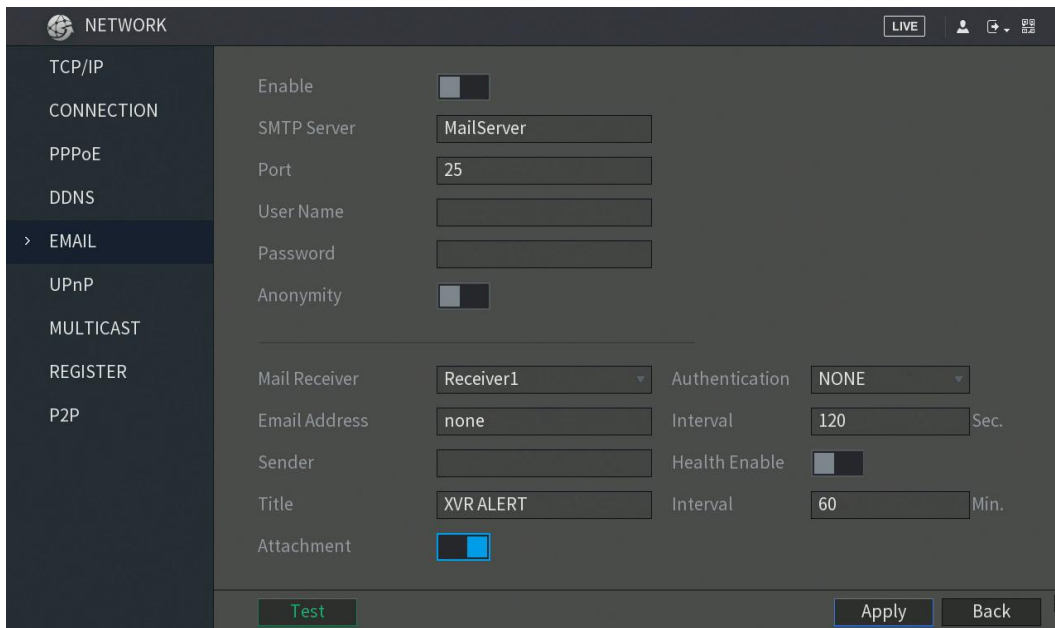 NETWORK LIVE
TCP/IP
CONNECTION
PPPoE
DDNS
EMAIL
UPnP
MULTICAST
REGISTER
P2P
Enable
SMTP Server MailServer
Port 25
User Name
Password
Anonymity
Mail Receiver Receiver1 Authentication NONE
Email Address none Interval 120 Sec.
Sender Health Enable
Title XVR ALERT Interval 60 Min.
Attachment
Test Apply Back